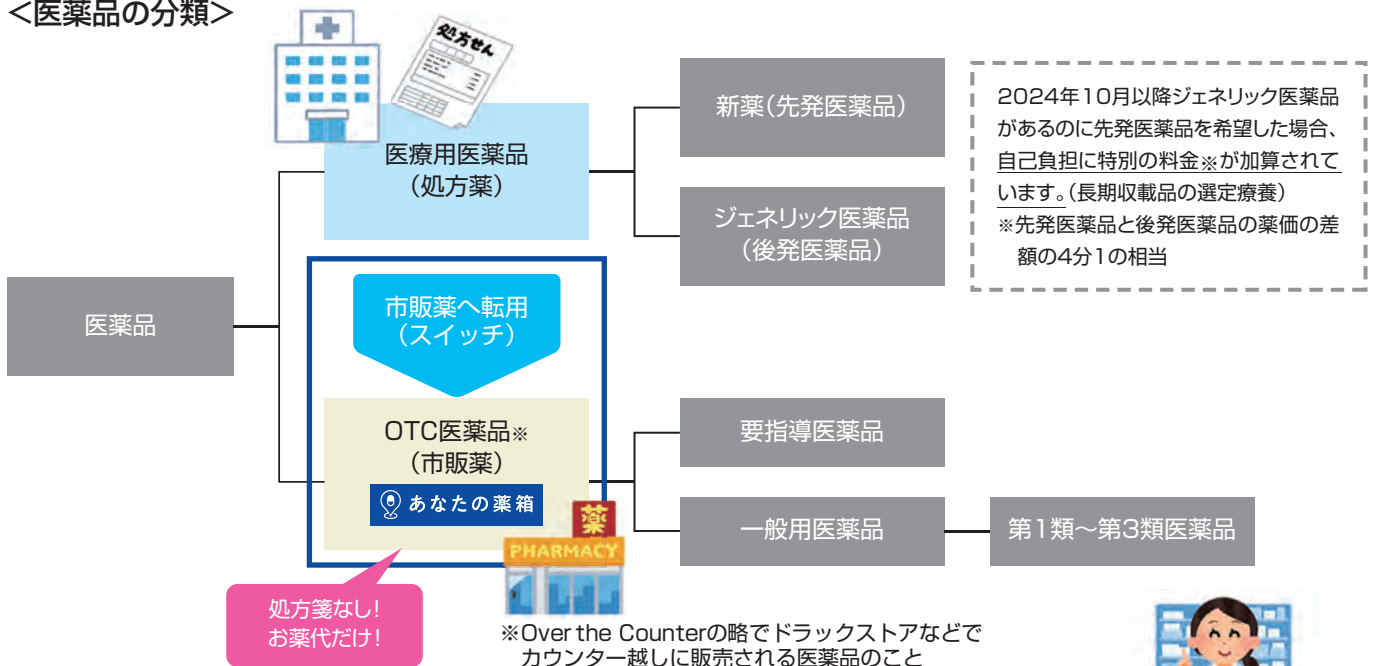 <医薬品の分類>
処方せん
医療用医薬品
（処方薬）
新薬（先発医薬品）
ジェネリック医薬品
（後発医薬品）
2024年10月以降ジェネリック医薬品
があるのに先発医薬品を希望した場合、
自己負担に特別の料金※が加算されて
います。（長期収載品の選定療養）
※先発医薬品と後発医薬品の薬価の差
額の4分1の相当
医薬品
市販薬へ転用
（スイッチ）
OTC医薬品※
（市販薬）
あなたの薬箱
要指導医薬品
一般用医薬品
第1類～第3類医薬品
薬
PHARMACY
処方箋なし！
お薬代だけ！
※Over the Counterの略でドラックストアなどで
カウンター越しに販売される医薬品のこと